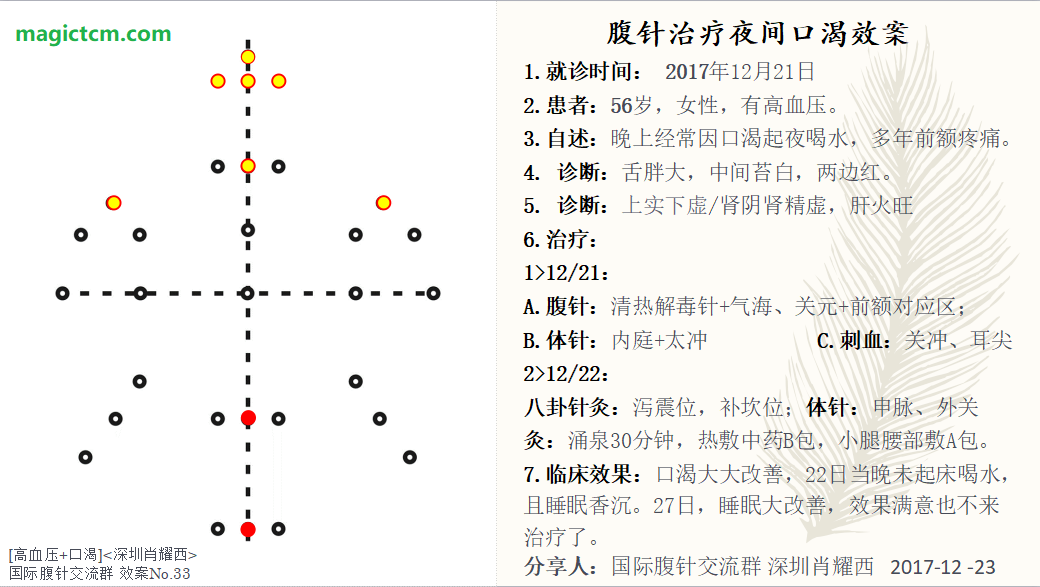 magictcm.com
[高血压+口渴]<深圳肖耀西>
国际腹针交流群 效案No.33
腹针治疗夜间口渴效案
1.就诊时间： 2017年12月21日
2.患者：56岁，女性，有高血压。
3.自述：晚上经常因口渴起夜喝水，多年前额疼痛。
4. 诊断：舌胖大，中间苔白，两边红。
5. 诊断：上实下虚/肾阴肾精虚，肝火旺
6.治疗：
1>12/21：
A.腹针：清热解毒针+气海、关元+前额对应区；
B.体针：内庭+太冲 C.刺血：关冲、耳尖
2>12/22：
八卦针灸：泻震位，补坎位；体针：申脉、外关
灸：涌泉30分钟，热敷中药B包，小腿腰部敷A包。
7.临床效果：口渴大大改善，22日当晚未起床喝水，
且睡眠香沉。27日，睡眠大改善，效果满意也不来
治疗了。
分享人：国际腹针交流群 深圳肖耀西 2017-12 -23